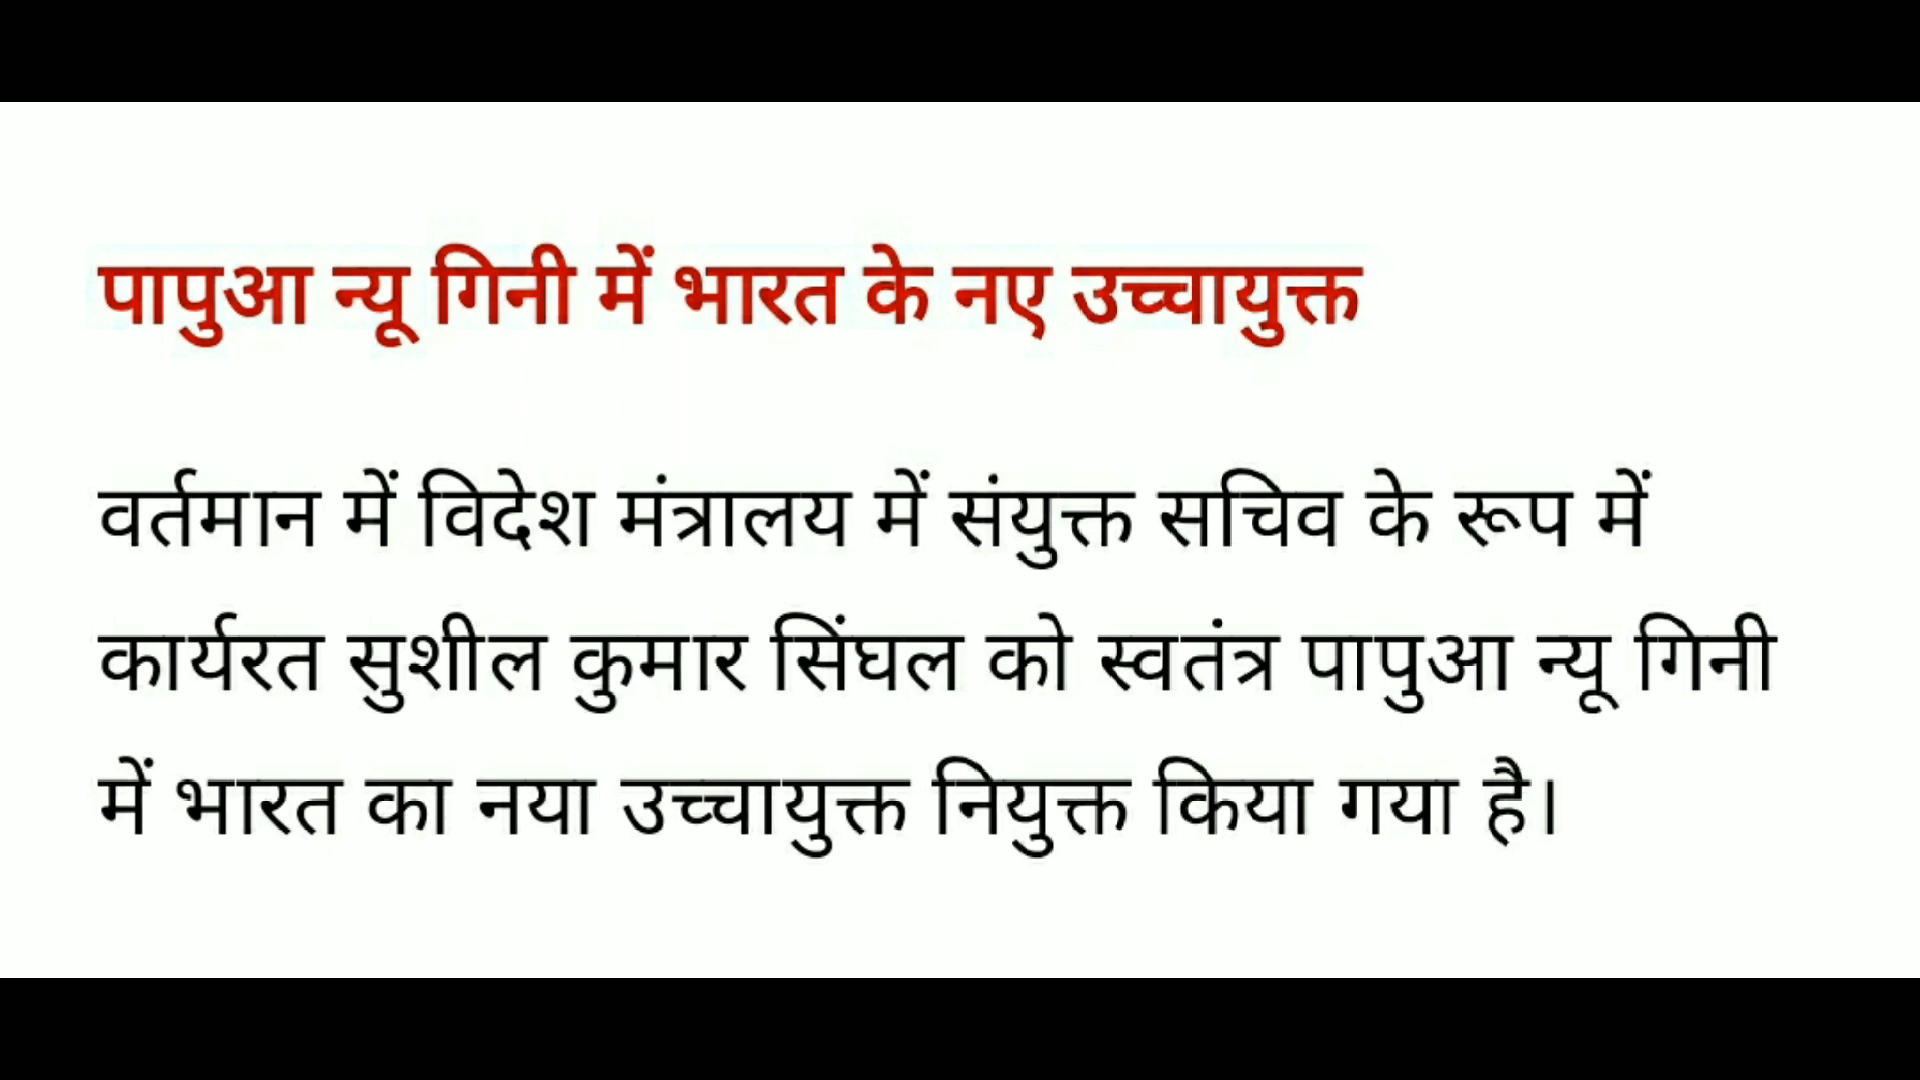 पापुआ न्यू गिनी में भारत के नए उच्चायुक्त
वर्तमान में विदेश मंत्रालय में संयुक्त सचिव के रूप में
कार्यरत सुशील कुमार सिंघल को स्वतंत्र पापुआ न्यू गिनी
में भारत का नया उच्चायुक्त नियुक्त किया गया है।